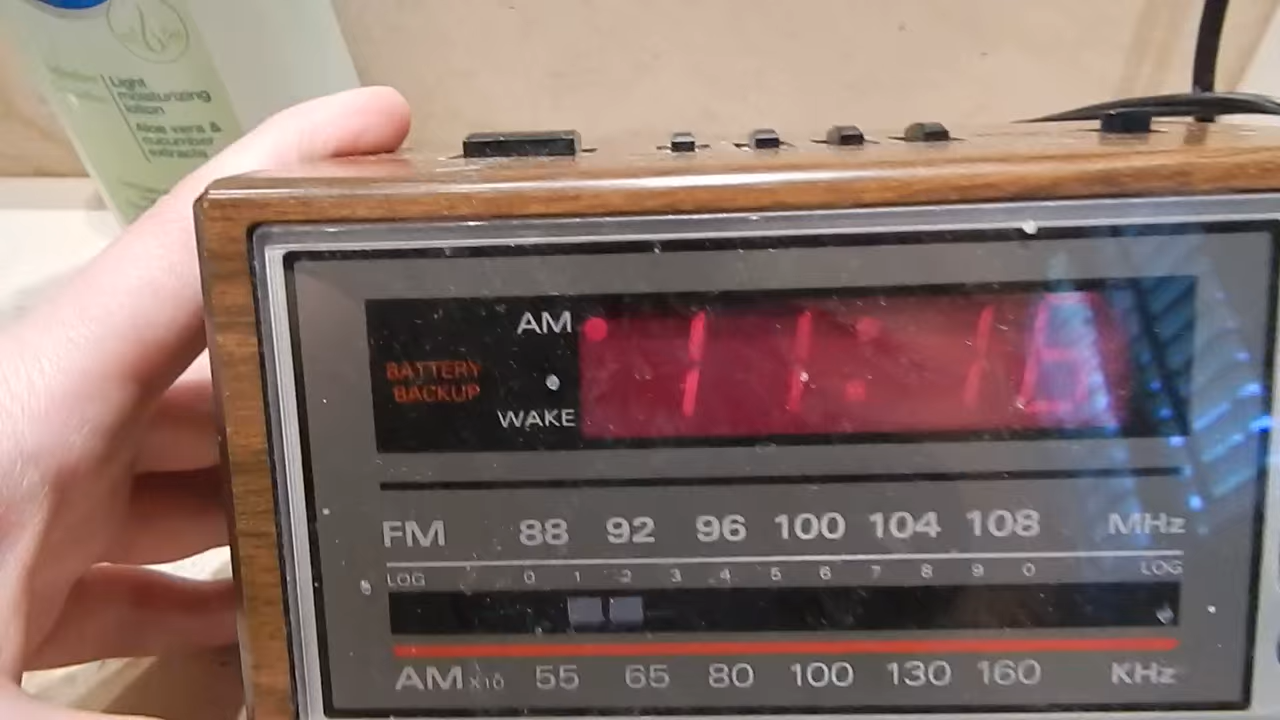 Light
moisturizing
lotion
Aloe vera &
cucumber
extracts
AM
BATTERY
BACKUP
WAKE
11:16
FM 88 92 96 100 104 108 MHz
LOG 0 1 2 3 4 5 6 7 8 9 0 LOG
AM x10 55 65 80 100 130 160 KHz